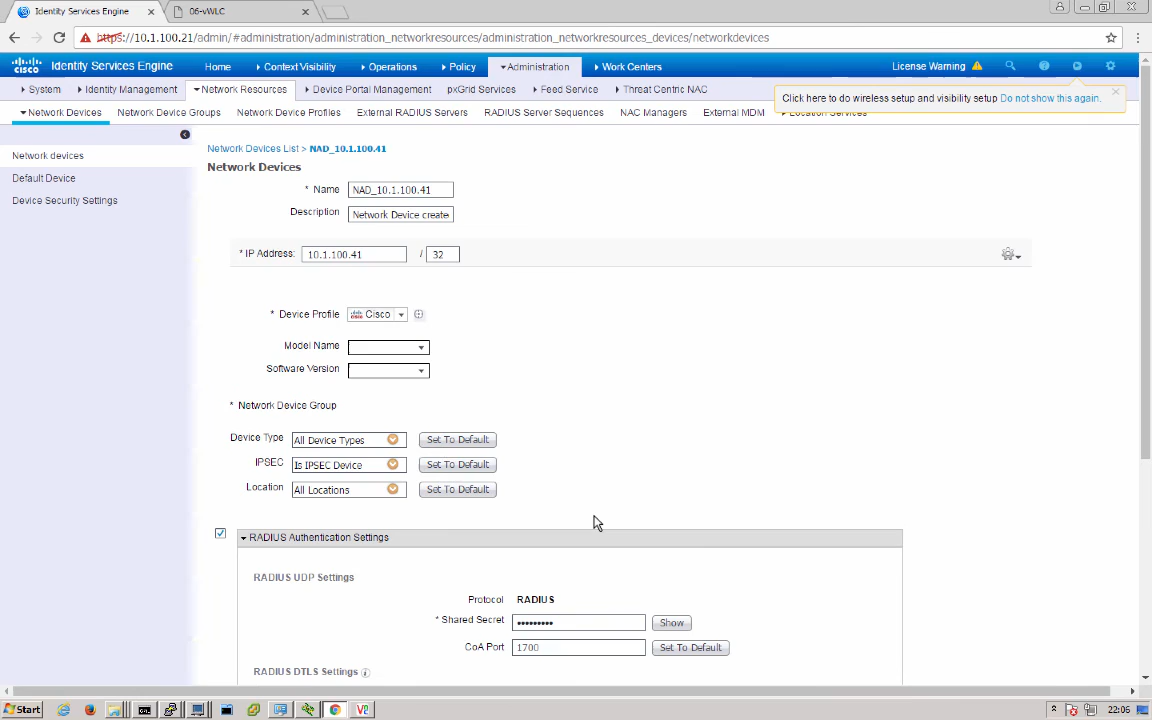 Identity Services Engine
06-vWLC
https://10.1.100.21/admin/#administration/administration_networkresources/administration_networkresources_devices/networkdevices
CISCO Identity Services Engine Home Context Visibility Operations Policy Administration Work Centers License Warning
System Identity Management Network Resources Device Portal Management pxGrid Services Feed Service Threat Centric NAC
Click here to do wireless setup and visibility setup Do not show this again.
Network Devices Network Device Groups Network Device Profiles External RADIUS Servers RADIUS Server Sequences NAC Managers External MDM Location Services
Network devices
Default Device
Device Security Settings
Network Devices List > NAD_10.1.100.41
Network Devices
* Name NAD_10.1.100.41
Description Network Device create
* IP Address: 10.1.100.41 / 32
* Device Profile Cisco
Model Name
Software Version
* Network Device Group
Device Type All Device Types Set To Default
IPSEC Is IPSEC Device Set To Default
Location All Locations Set To Default
RADIUS Authentication Settings
RADIUS UDP Settings
Protocol RADIUS
* Shared Secret ••••••••• Show
CoA Port 1700 Set To Default
RADIUS DTLS Settings
Start
22:06